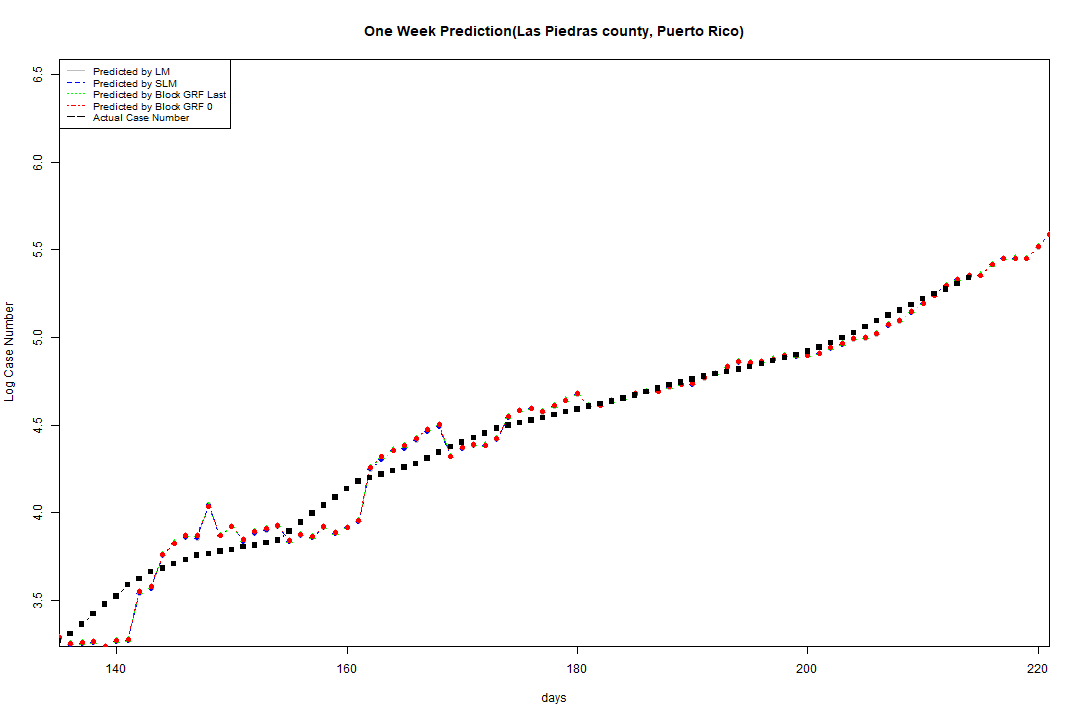 One Week Prediction(Las Piedras county, Puerto Rico)
Predicted by LM
Predicted by SLM
Predicted by Block GRF Last
Predicted by Block GRF 0
Actual Case Number
6.5
6.0
5.5
5.0
4.5
4.0
3.5
Log Case Number
140 160 180 200 220
days